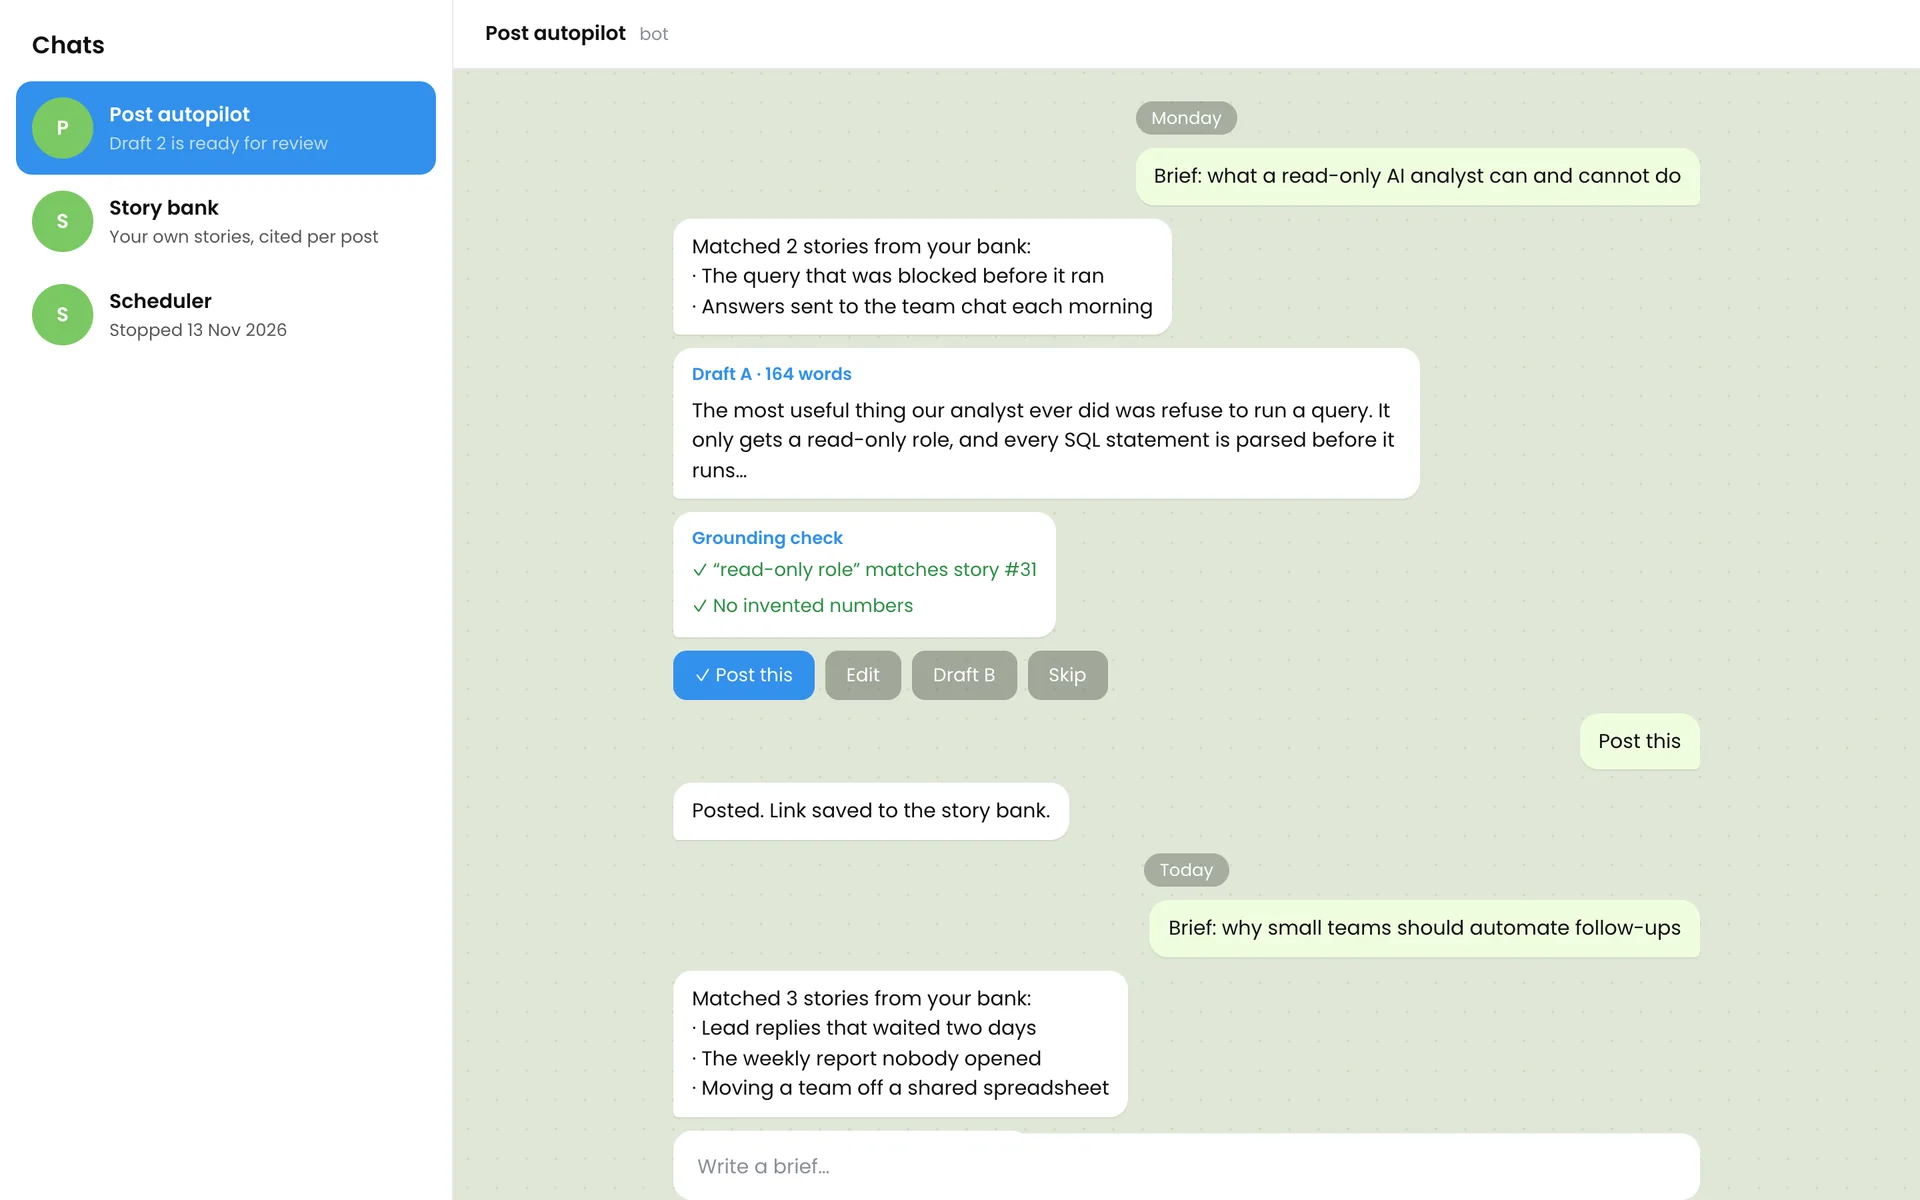 Chats
P
Post autopilot
Draft 2 is ready for review
S
Story bank
Your own stories, cited per post
S
Scheduler
Stopped 13 Nov 2026
Post autopilot bot
Monday
Brief: what a read-only AI analyst can and cannot do
Matched 2 stories from your bank:
· The query that was blocked before it ran
· Answers sent to the team chat each morning
Draft A · 164 words
The most useful thing our analyst ever did was refuse to run a query. It
only gets a read-only role, and every SQL statement is parsed before it
runs…
Grounding check
✓ “read-only role” matches story #31
✓ No invented numbers
✓ Post this
Edit
Draft B
Skip
Post this
Posted. Link saved to the story bank.
Today
Brief: why small teams should automate follow-ups
Matched 3 stories from your bank:
· Lead replies that waited two days
· The weekly report nobody opened
· Moving a team off a shared spreadsheet
Write a brief…